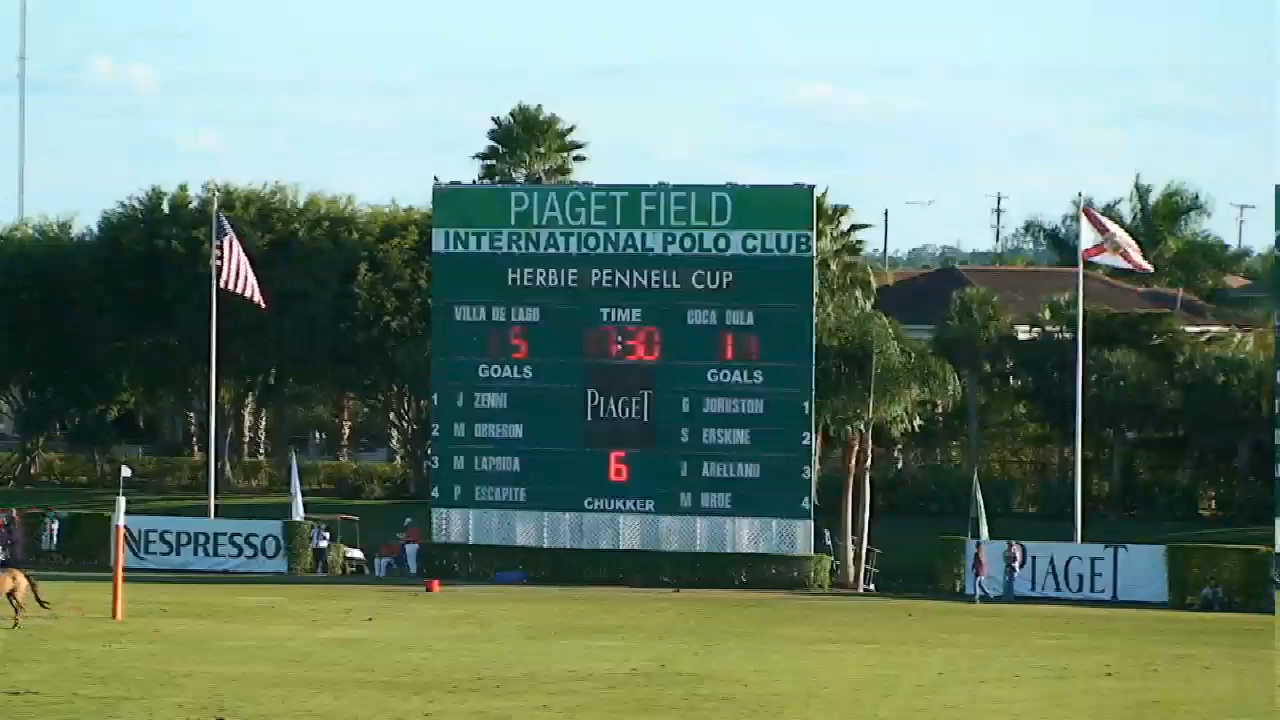 PIAGET FIELD
INTERNATIONAL POLO CLUB
HERBIE PENNELL CUP
VILLA DE LAGO TIME COCA COLA
5 :30 1
GOALS GOALS
PIAGET
1 J ZENNI G JOHNSTON 1
2 M OBREGON S ERSKINE 2
3 M LAPRIDA J ARELLANO 3
6
4 P ESCAPITE M WROE 4
CHUKKER
NESPRESSO
PIAGET